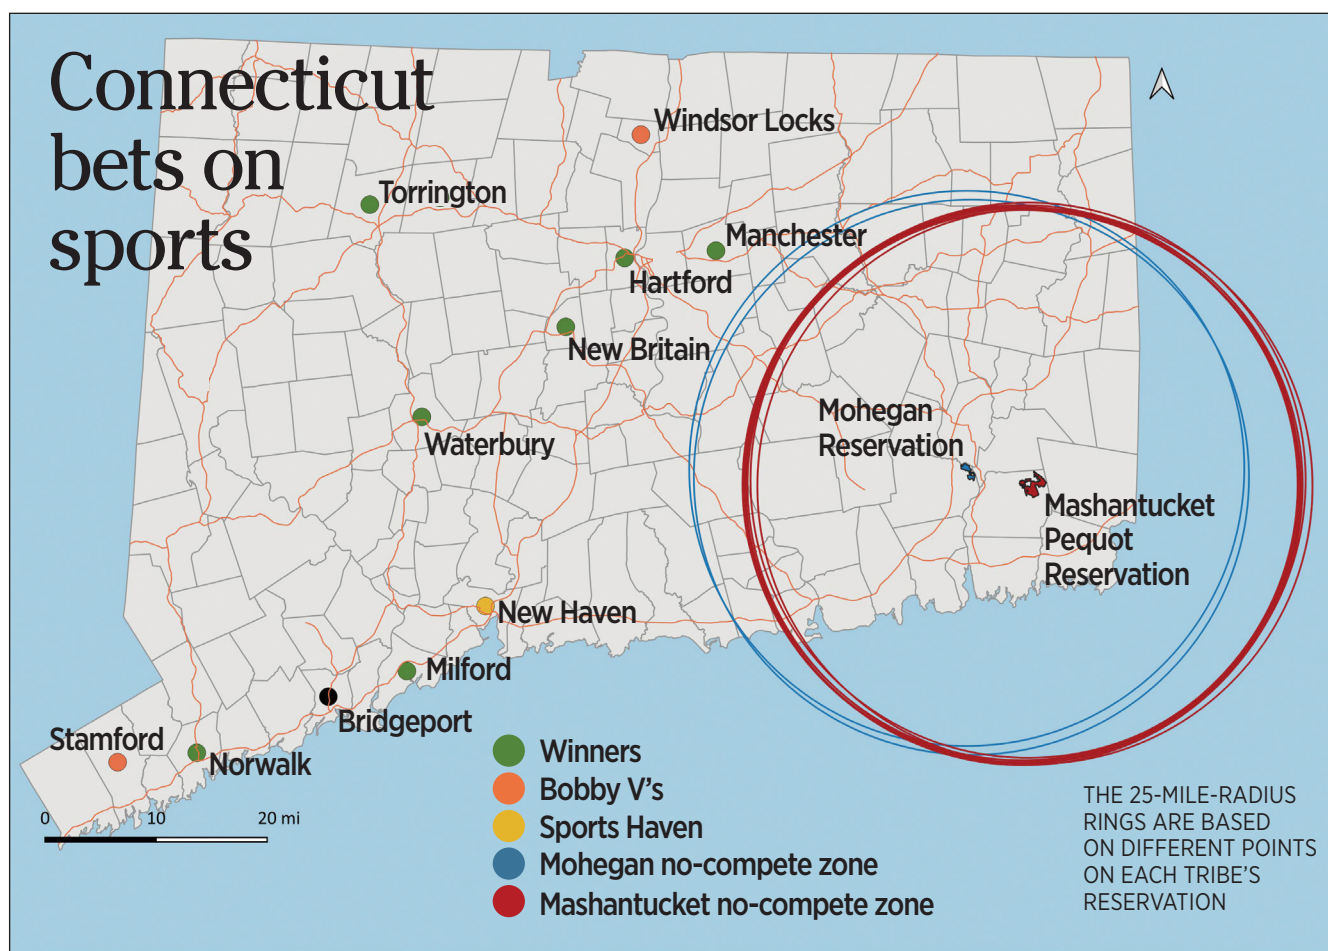 Connecticut
bets on
sports
Windsor Locks
Torrington
Manchester
Hartford
New Britain
Mohegan
Reservation
Waterbury
Mashantucket
Pequot
Reservation
New Haven
Milford
Bridgeport
Stamford
Norwalk
0 10 20 mi
Winners
Bobby V's
Sports Haven
Mohegan no-compete zone
Mashantucket no-compete zone
THE 25-MILE-RADIUS
RINGS ARE BASED
ON DIFFERENT POINTS
ON EACH TRIBE'S
RESERVATION